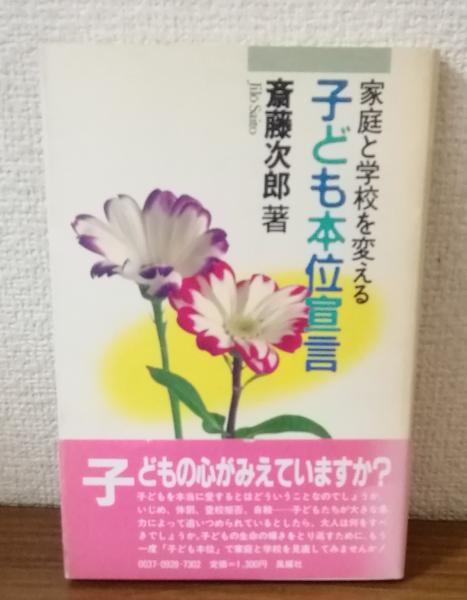 家庭と学校を変える
子ども本位宣言
斎藤次郎 著
Jiro Saito
子どもの心がみえていますか?
子どもを本当に愛するとはどういうことなのでしょうか。
いじめ、体罰、登校拒否、自殺──子どもたちが大きな暴
力によって追いつめられているとしたら、大人は何をすべ
きでしょうか。子どもの生命の輝きをとり返すために、もう
一度「子ども本位」で家庭と学校を見直してみませんか!
0037-0928-7302 定価=1,300円 風媒社